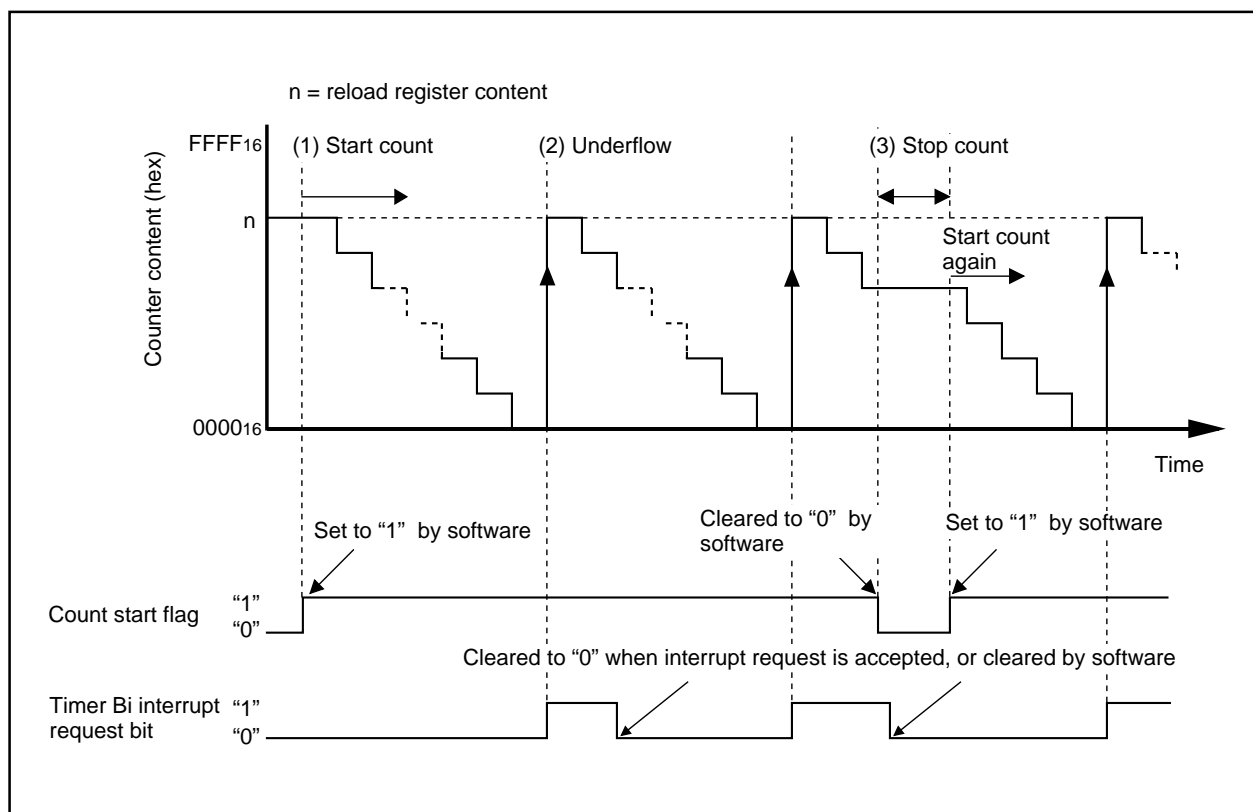 n = reload register content
FFFF16
(1) Start count
(2) Underflow
(3) Stop count
Counter content (hex)
n
Start count
again
000016
Time
Set to “1” by software
Cleared to “0” by
software
Set to “1” by software
Count start flag
“1”
“0”
Cleared to “0” when interrupt request is accepted, or cleared by software
Timer Bi interrupt
request bit
“1”
“0”